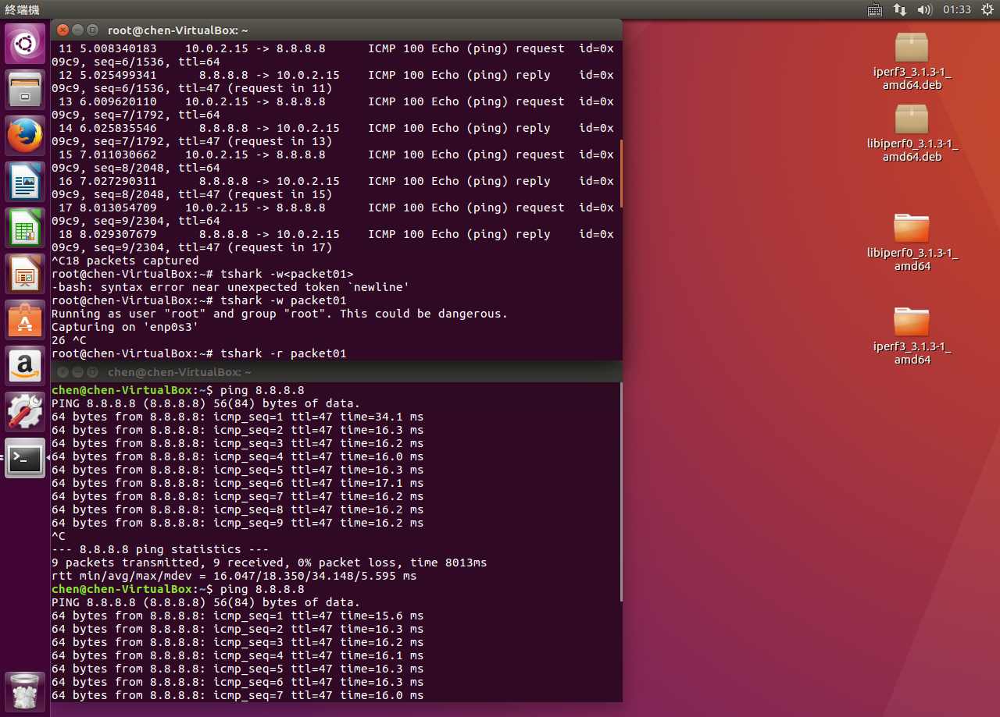 終端機
01:33
root@chen-VirtualBox: ~
11 5.008340183    10.0.2.15 -> 8.8.8.8      ICMP 100 Echo (ping) request  id=0x
09c9, seq=6/1536, ttl=64
12 5.025499341      8.8.8.8 -> 10.0.2.15    ICMP 100 Echo (ping) reply    id=0x
09c9, seq=6/1536, ttl=47 (request in 11)
13 6.009620110    10.0.2.15 -> 8.8.8.8      ICMP 100 Echo (ping) request  id=0x
09c9, seq=7/1792, ttl=64
14 6.025835546      8.8.8.8 -> 10.0.2.15    ICMP 100 Echo (ping) reply    id=0x
09c9, seq=7/1792, ttl=47 (request in 13)
15 7.011030662    10.0.2.15 -> 8.8.8.8      ICMP 100 Echo (ping) request  id=0x
09c9, seq=8/2048, ttl=64
16 7.027290311      8.8.8.8 -> 10.0.2.15    ICMP 100 Echo (ping) reply    id=0x
09c9, seq=8/2048, ttl=47 (request in 15)
17 8.013054709    10.0.2.15 -> 8.8.8.8      ICMP 100 Echo (ping) request  id=0x
09c9, seq=9/2304, ttl=64
18 8.029307679      8.8.8.8 -> 10.0.2.15    ICMP 100 Echo (ping) reply    id=0x
09c9, seq=9/2304, ttl=47 (request in 17)
^C18 packets captured
root@chen-VirtualBox:~# tshark -w<packet01>
-bash: syntax error near unexpected token `newline'
root@chen-VirtualBox:~# tshark -w packet01
Running as user "root" and group "root". This could be dangerous.
Capturing on 'enp0s3'
26 ^C
root@chen-VirtualBox:~# tshark -r packet01
chen@chen-VirtualBox: ~
chen@chen-VirtualBox:~$ ping 8.8.8.8
PING 8.8.8.8 (8.8.8.8) 56(84) bytes of data.
64 bytes from 8.8.8.8: icmp_seq=1 ttl=47 time=34.1 ms
64 bytes from 8.8.8.8: icmp_seq=2 ttl=47 time=16.3 ms
64 bytes from 8.8.8.8: icmp_seq=3 ttl=47 time=16.2 ms
64 bytes from 8.8.8.8: icmp_seq=4 ttl=47 time=16.0 ms
64 bytes from 8.8.8.8: icmp_seq=5 ttl=47 time=16.3 ms
64 bytes from 8.8.8.8: icmp_seq=6 ttl=47 time=17.1 ms
64 bytes from 8.8.8.8: icmp_seq=7 ttl=47 time=16.2 ms
64 bytes from 8.8.8.8: icmp_seq=8 ttl=47 time=16.2 ms
64 bytes from 8.8.8.8: icmp_seq=9 ttl=47 time=16.2 ms
^C
--- 8.8.8.8 ping statistics ---
9 packets transmitted, 9 received, 0% packet loss, time 8013ms
rtt min/avg/max/mdev = 16.047/18.350/34.148/5.595 ms
chen@chen-VirtualBox:~$ ping 8.8.8.8
PING 8.8.8.8 (8.8.8.8) 56(84) bytes of data.
64 bytes from 8.8.8.8: icmp_seq=1 ttl=47 time=15.6 ms
64 bytes from 8.8.8.8: icmp_seq=2 ttl=47 time=16.3 ms
64 bytes from 8.8.8.8: icmp_seq=3 ttl=47 time=16.2 ms
64 bytes from 8.8.8.8: icmp_seq=4 ttl=47 time=16.1 ms
64 bytes from 8.8.8.8: icmp_seq=5 ttl=47 time=16.3 ms
64 bytes from 8.8.8.8: icmp_seq=6 ttl=47 time=16.3 ms
64 bytes from 8.8.8.8: icmp_seq=7 ttl=47 time=16.0 ms
iperf3_3.1.3-1_
amd64.deb
libiperf0_3.1.3-1_
amd64.deb
libiperf0_3.1.3-1_
amd64
iperf3_3.1.3-1_
amd64